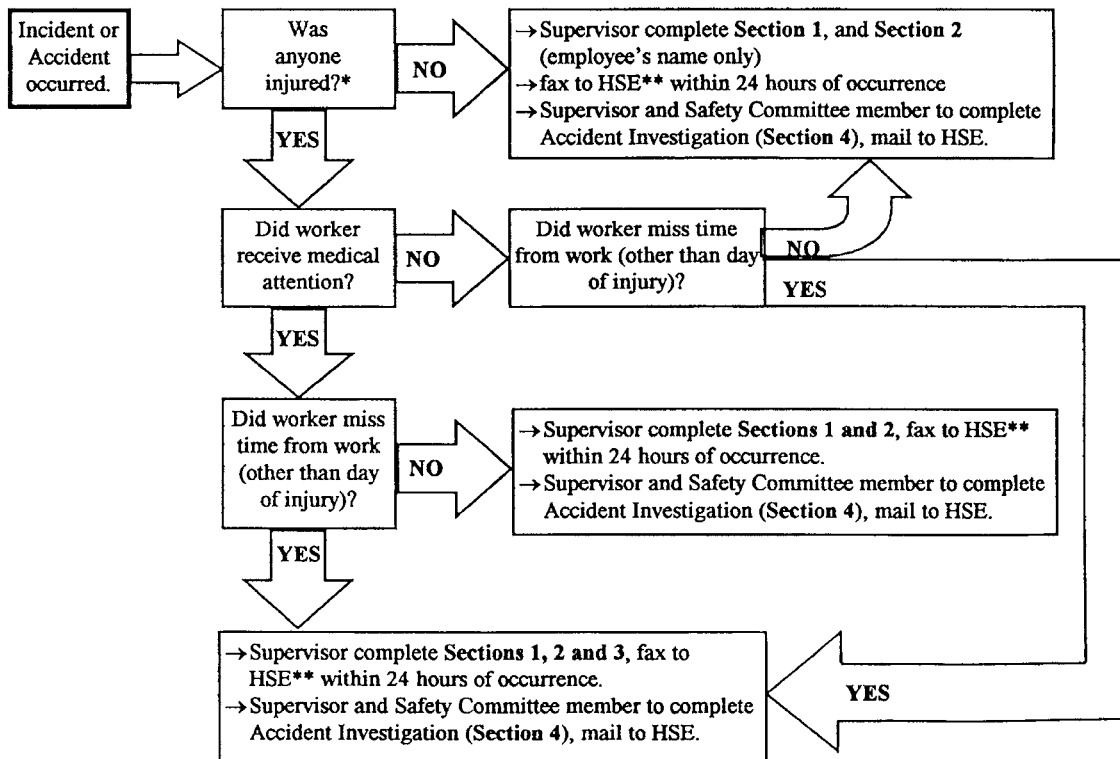 Incident or
Accident
occurred.
Was
anyone
injured?*
NO
→Supervisor complete Section 1, and Section 2
(employee's name only)
→fax to HSE** within 24 hours of occurrence
→Supervisor and Safety Committee member to complete
Accident Investigation (Section 4), mail to HSE.
YES
Did worker
receive medical
attention?
NO
Did worker miss time
from work (other than day
of injury)?
NO
YES
YES
Did worker miss
time from work
(other than day
of injury)?
NO
→Supervisor complete Sections 1 and 2, fax to HSE**
within 24 hours of occurrence.
→Supervisor and Safety Committee member to complete
Accident Investigation (Section 4), mail to HSE.
YES
→Supervisor complete Sections 1, 2 and 3, fax to
HSE** within 24 hours of occurrence.
→Supervisor and Safety Committee member to complete
Accident Investigation (Section 4), mail to HSE.
YES